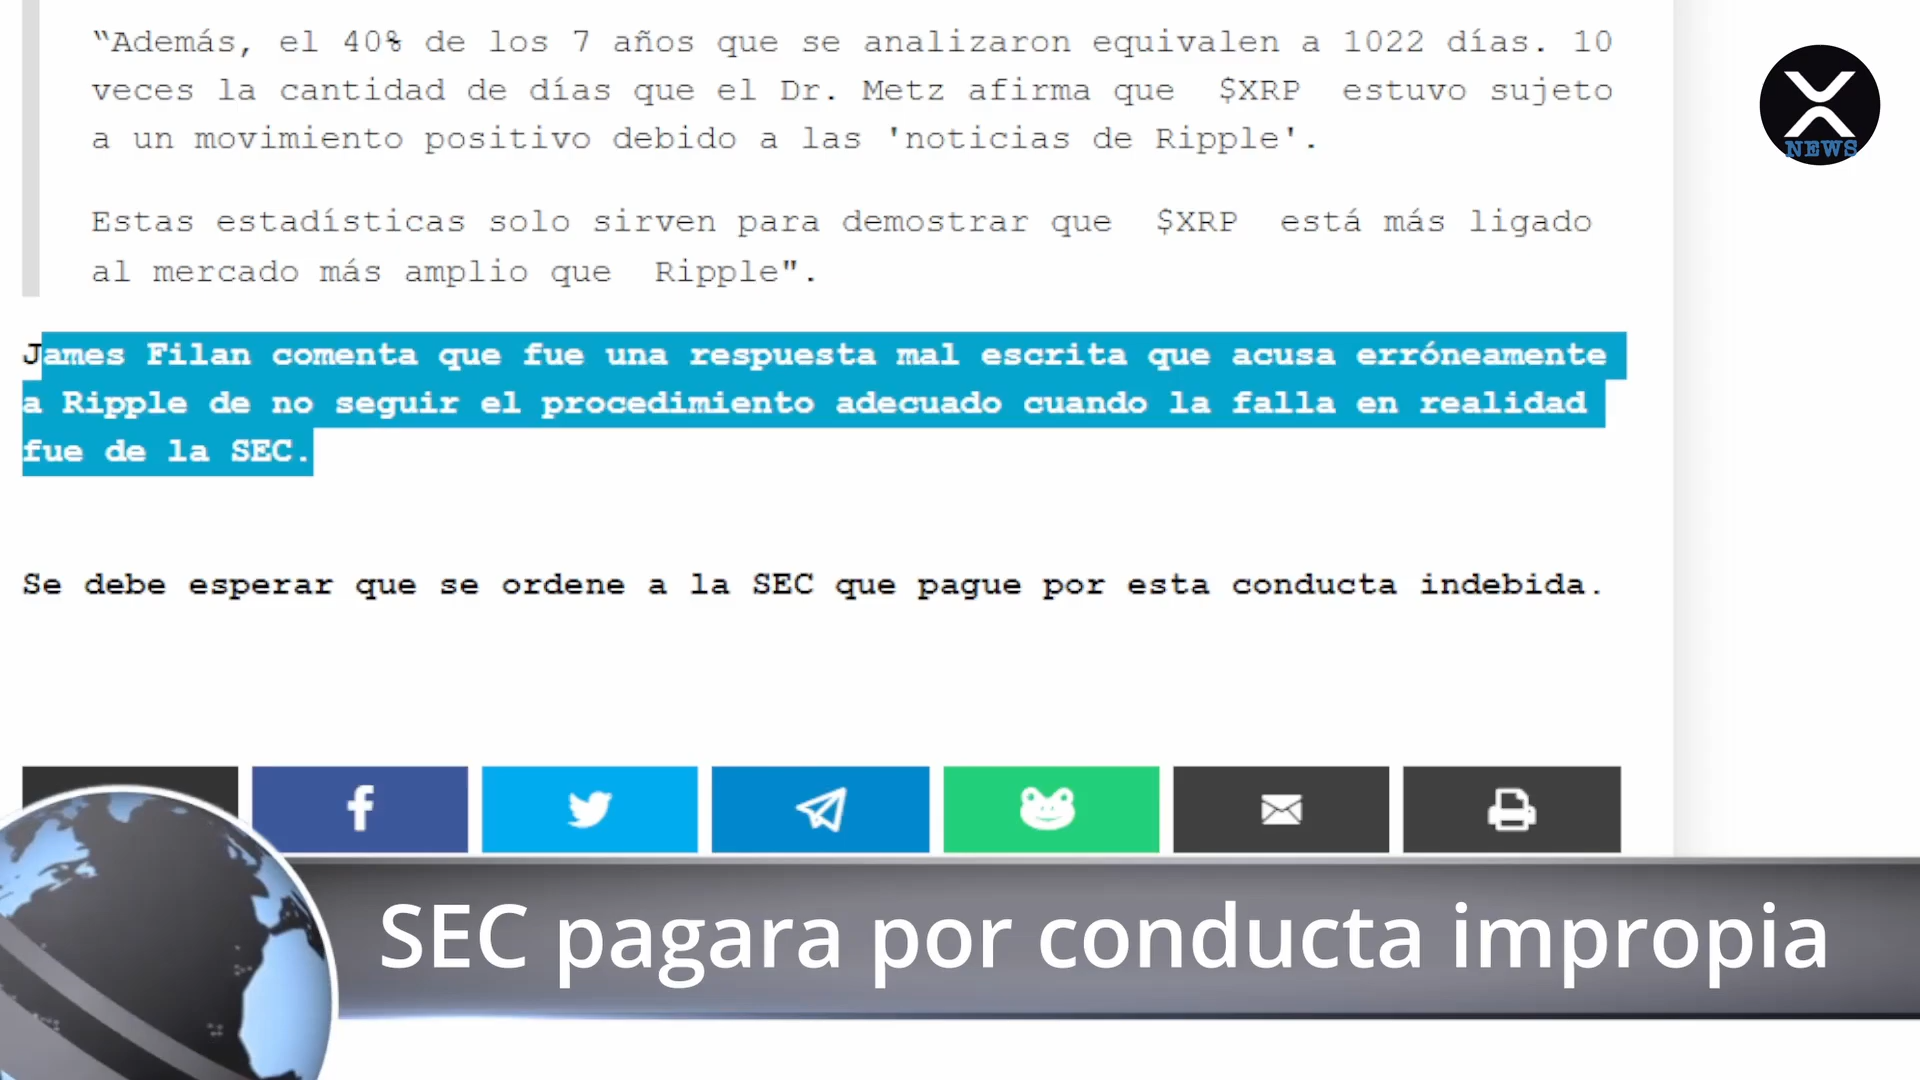 “Además, el 40% de los 7 años que se analizaron equivalen a 1022 días. 10
veces la cantidad de días que el Dr. Metz afirma que $XRP estuvo sujeto
a un movimiento positivo debido a las 'noticias de Ripple'.
Estas estadísticas solo sirven para demostrar que $XRP está más ligado
al mercado más amplio que Ripple".
James Filan comenta que fue una respuesta mal escrita que acusa erróneamente
a Ripple de no seguir el procedimiento adecuado cuando la falla en realidad
fue de la SEC.
Se debe esperar que se ordene a la SEC que pague por esta conducta indebida.
SEC pagara por conducta impropia
NEWS